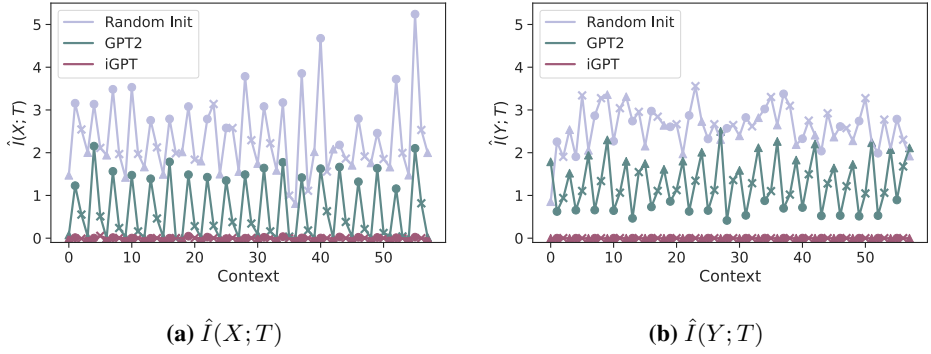 Random Init
GPT2
iGPT
Î(X; T)
5
4
3
2
1
0
0 10 20 30 40 50
Context
(a) Î(X; T)
Random Init
GPT2
iGPT
Î(Y; T)
5
4
3
2
1
0
0 10 20 30 40 50
Context
(b) Î(Y; T)